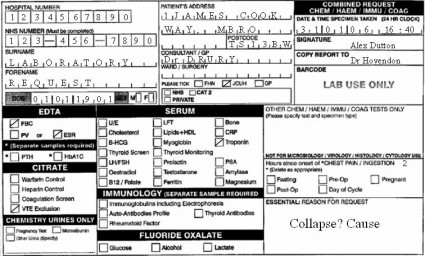 HOSPITAL NUMBER
1 2 3 4 5 6 7 8 9 0
NHS NUMBER (Must be completed)
1 2 3 — 4 5 6 — 7 8 9 0
SURNAME
L A B O R A T O R Y
FORENAME
R E Q U E S T
DOB 0 1 0 1 1 9 0 1 SEX M F
PATIENT'S ADDRESS
1 J A M E S C O O K
W A Y M B R O
POSTCODE
T S 1 3 B W
CONSULTANT / GP
Dr D R U R Y
WARD / SURGERY
PLEASE TICK FHN JCUH GP
NHS CAT 2
PRIVATE
COMBINED REQUEST
CHEM / HAEM / IMMU / COAG
DATE & TIME SPECIMEN TAKEN (24 HR CLOCK)
3 1 0 1 0 6 1 6 : 4 0
SIGNATURE
Alex Dutton
COPY REPORT TO
Dr Hovendon
BARCODE
LAB USE ONLY
EDTA
FBC
PV or ESR
* (Separate samples required)
* PTH * HbA1C
CITRATE
Warfarin Control
Heparin Control
Coagulation Screen
VTE Exclusion
CHEMISTRY URINES ONLY
Pregnancy Test Microalbumin
Other Urine (specify)
SERUM
U/E LFT Bone
Cholesterol Lipids+HDL CRP
B-HCG Myoglobin Troponin
Thyroid Screen Thyroid Monitoring
LH/FSH Prolactin PSA
Oestradiol Testosterone Amylase
B12 / Folate Ferritin Magnesium
IMMUNOLOGY (SEPARATE SAMPLE REQUIRED)
Immunoglobulins including Electrophoresis
Auto-Antibodies Profile Thyroid Antibodies
Rheumatoid Factor
FLUORIDE OXALATE
Glucose Alcohol Lactate
OTHER CHEM / HAEM / IMMU / COAG TESTS ONLY
(Please specify test and specimen type)
NOT FOR MICROBIOLOGY / VIROLOGY / HISTOLOGY / CYTOLOGY USE
Hours since onset of *CHEST PAIN / INGESTION 2
(*Delete as appropriate)
Fasting Pre-Op Pregnant
Post-Op Day of Cycle
ESSENTIAL: REASON FOR REQUEST
Collapse? Cause